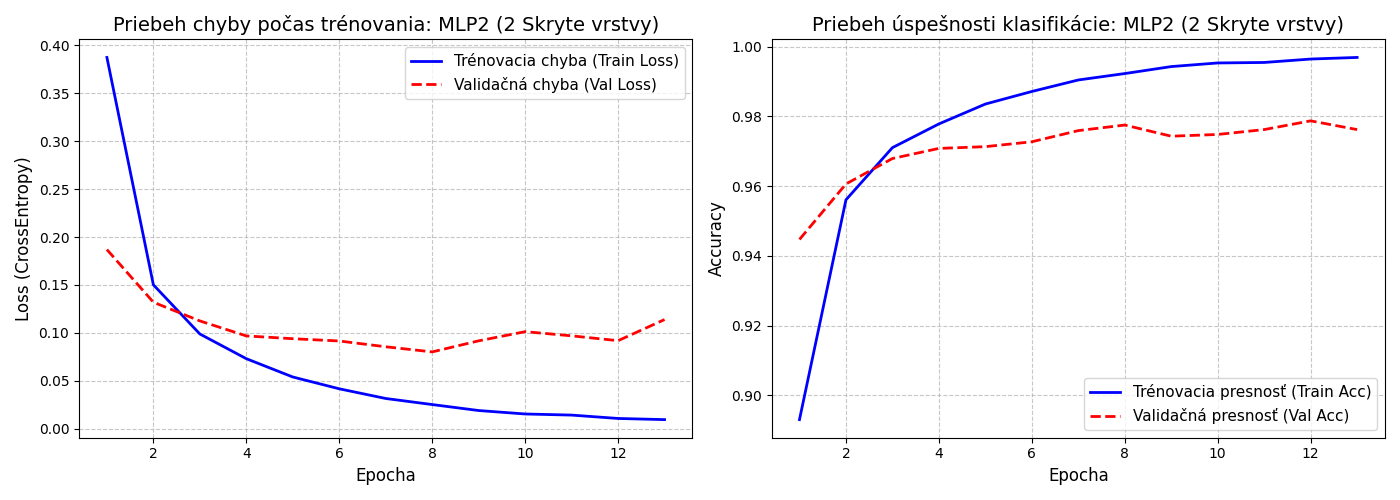 Priebeh chyby počas trénovania: MLP2 (2 Skryte vrstvy)
0.40
0.35
0.30
0.25
0.20
0.15
0.10
0.05
0.00
Loss (CrossEntropy)
Trénovacia chyba (Train Loss)
Validačná chyba (Val Loss)
2 4 6 8 10 12
Epocha
Priebeh úspešnosti klasifikácie: MLP2 (2 Skryte vrstvy)
1.00
0.98
0.96
0.94
0.92
0.90
Accuracy
Trénovacia presnosť (Train Acc)
Validačná presnosť (Val Acc)
2 4 6 8 10 12
Epocha